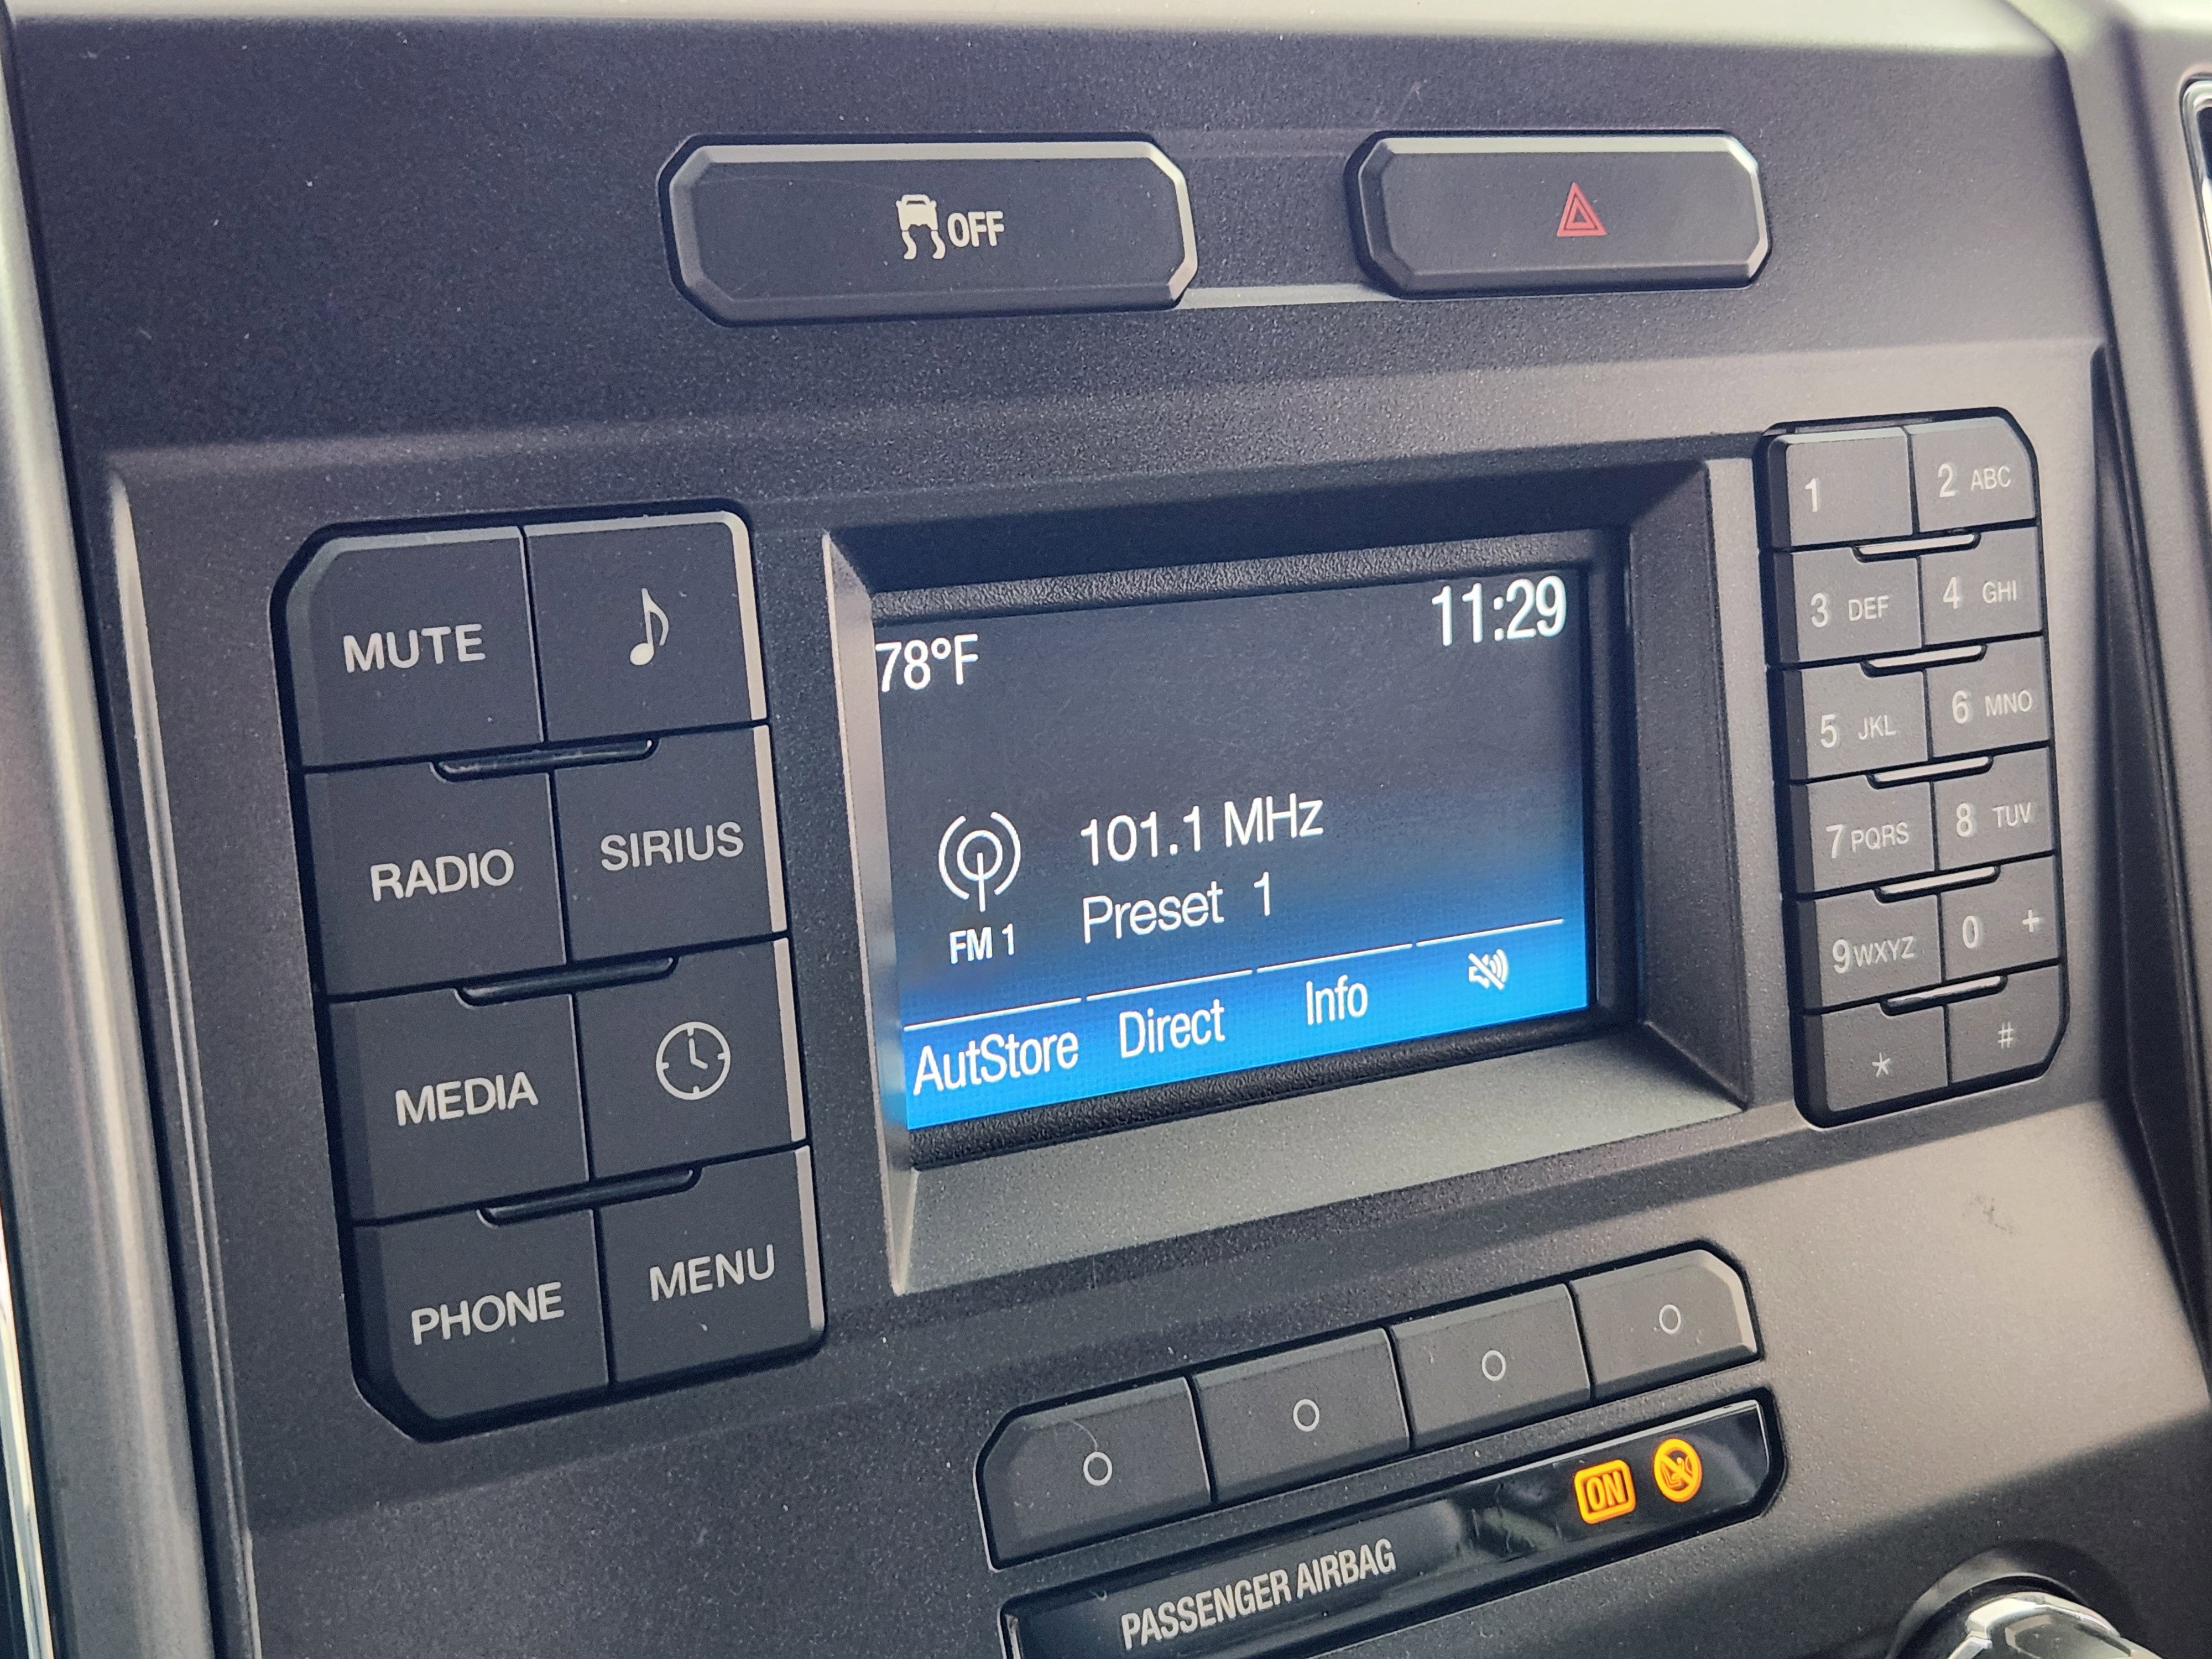 OFF
78°F
11:29
101.1 MHz
Preset 1
FM 1
AutStore Direct Info
MUTE
RADIO SIRIUS
MEDIA
PHONE MENU
1 2 ABC
3 DEF 4 GHI
5 JKL 6 MNO
7 PQRS 8 TUV
9 WXYZ 0 +
* #
ON
PASSENGER AIRBAG